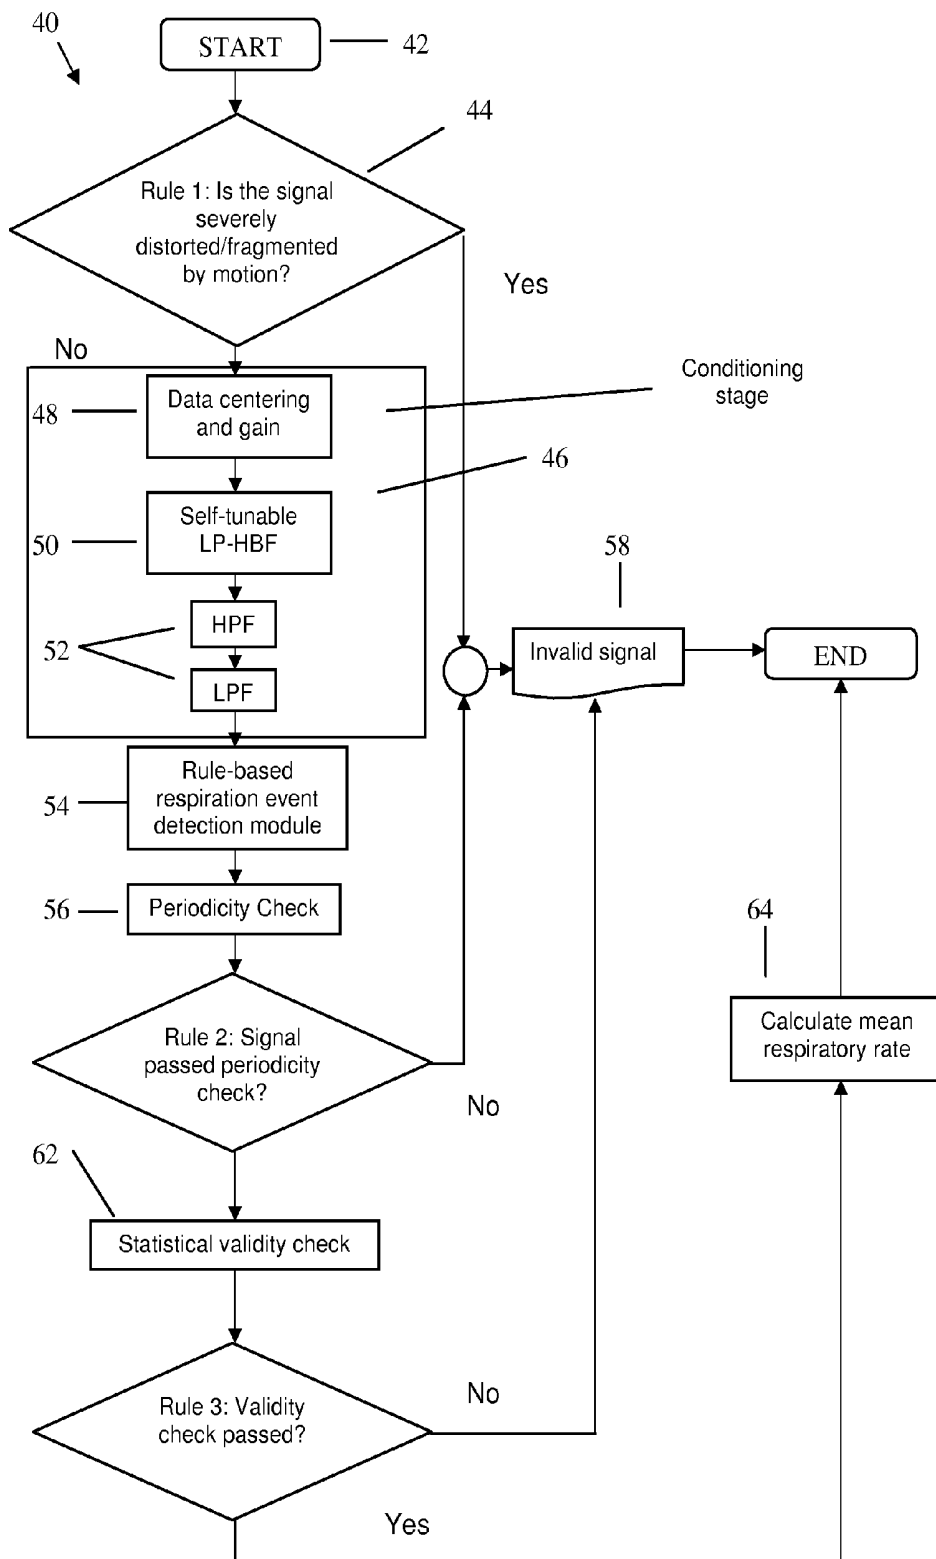 40
START
42
44
Rule 1: Is the signal
severely
distorted/fragmented
by motion?
Yes
No
Conditioning
stage
48
Data centering
and gain
46
50
Self-tunable
LP-HBF
58
52
HPF
LPF
Invalid signal
END
54
Rule-based
respiration event
detection module
56
Periodicity Check
64
Calculate mean
respiratory rate
Rule 2: Signal
passed periodicity
check?
No
62
Statistical validity check
Rule 3: Validity
check passed?
No
Yes